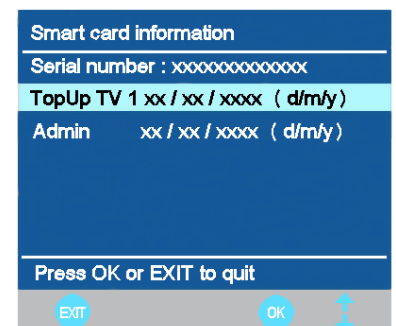 Smart card information
Serial number : xxxxxxxxxxxxx
TopUp TV 1 xx / xx / xxxx ( d/m/y )
Admin xx / xx / xxxx ( d/m/y )
Press OK or EXIT to quit
EXIT OK